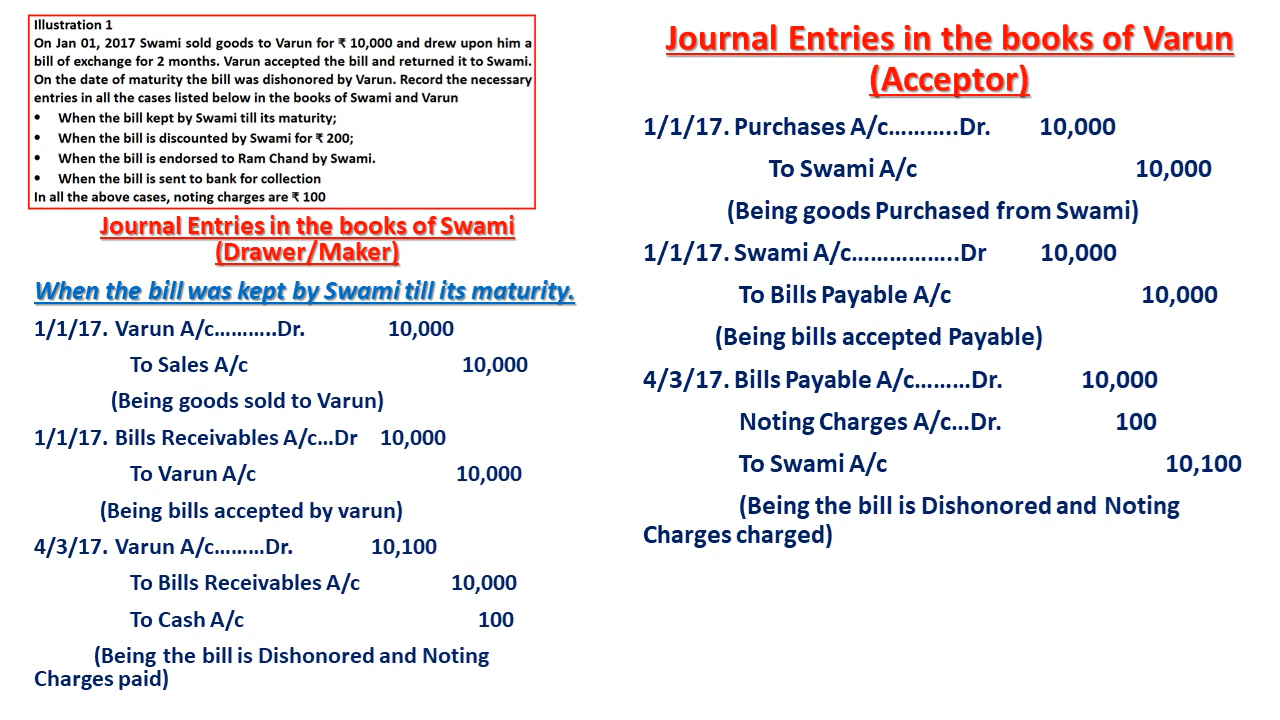 Illustration 1
On Jan 01, 2017 Swami sold goods to Varun for ₹ 10,000 and drew upon him a
bill of exchange for 2 months. Varun accepted the bill and returned it to Swami.
On the date of maturity the bill was dishonored by Varun. Record the necessary
entries in all the cases listed below in the books of Swami and Varun
• When the bill kept by Swami till its maturity;
• When the bill is discounted by Swami for ₹ 200;
• When the bill is endorsed to Ram Chand by Swami.
• When the bill is sent to bank for collection
In all the above cases, noting charges are ₹ 100
Journal Entries in the books of Swami
(Drawer/Maker)
When the bill was kept by Swami till its maturity.
1/1/17. Varun A/c………..Dr. 10,000
To Sales A/c 10,000
(Being goods sold to Varun)
1/1/17. Bills Receivables A/c…Dr 10,000
To Varun A/c 10,000
(Being bills accepted by varun)
4/3/17. Varun A/c………Dr. 10,100
To Bills Receivables A/c 10,000
To Cash A/c 100
(Being the bill is Dishonored and Noting
Charges paid)
Journal Entries in the books of Varun
(Acceptor)
1/1/17. Purchases A/c………..Dr. 10,000
To Swami A/c 10,000
(Being goods Purchased from Swami)
1/1/17. Swami A/c……………..Dr 10,000
To Bills Payable A/c 10,000
(Being bills accepted Payable)
4/3/17. Bills Payable A/c………Dr. 10,000
Noting Charges A/c…Dr. 100
To Swami A/c 10,100
(Being the bill is Dishonored and Noting
Charges charged)